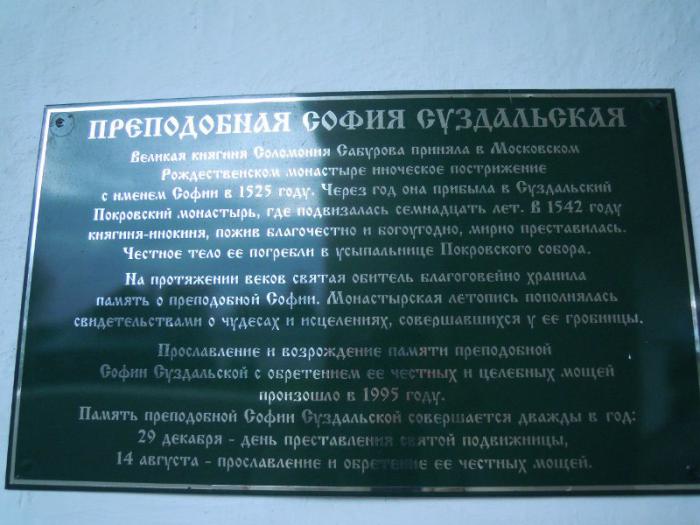 ПРЕПОДОБНАЯ СОФИЯ СУЗДАЛЬСКАЯ
Великая княгиня Соломония Сабурова приняла в Московском
Рождественском монастыре иноческое пострижение
с именем Софии в 1525 году. Через год она прибыла в Суздальский
Покровский монастырь, где подвизалась семнадцать лет. В 1542 году
княгиня-инокиня, пожив благочестно и богоугодно, мирно преставилась.
Честное тело ее погребли в усыпальнице Покровского собора.
На протяжении веков святая обитель благоговейно хранила
память о преподобной Софии. Монастырская летопись пополнялась
свидетельствами о чудесах и исцелениях, совершавшихся у ее гробницы.
Прославление и возрождение памяти преподобной
Софии Суздальской с обретением ее честных и целебных мощей
произошло в 1995 году.
Память преподобной Софии Суздальской совершается дважды в год:
29 декабря - день преставления святой подвижницы,
14 августа - прославление и обретение ее честных мощей.